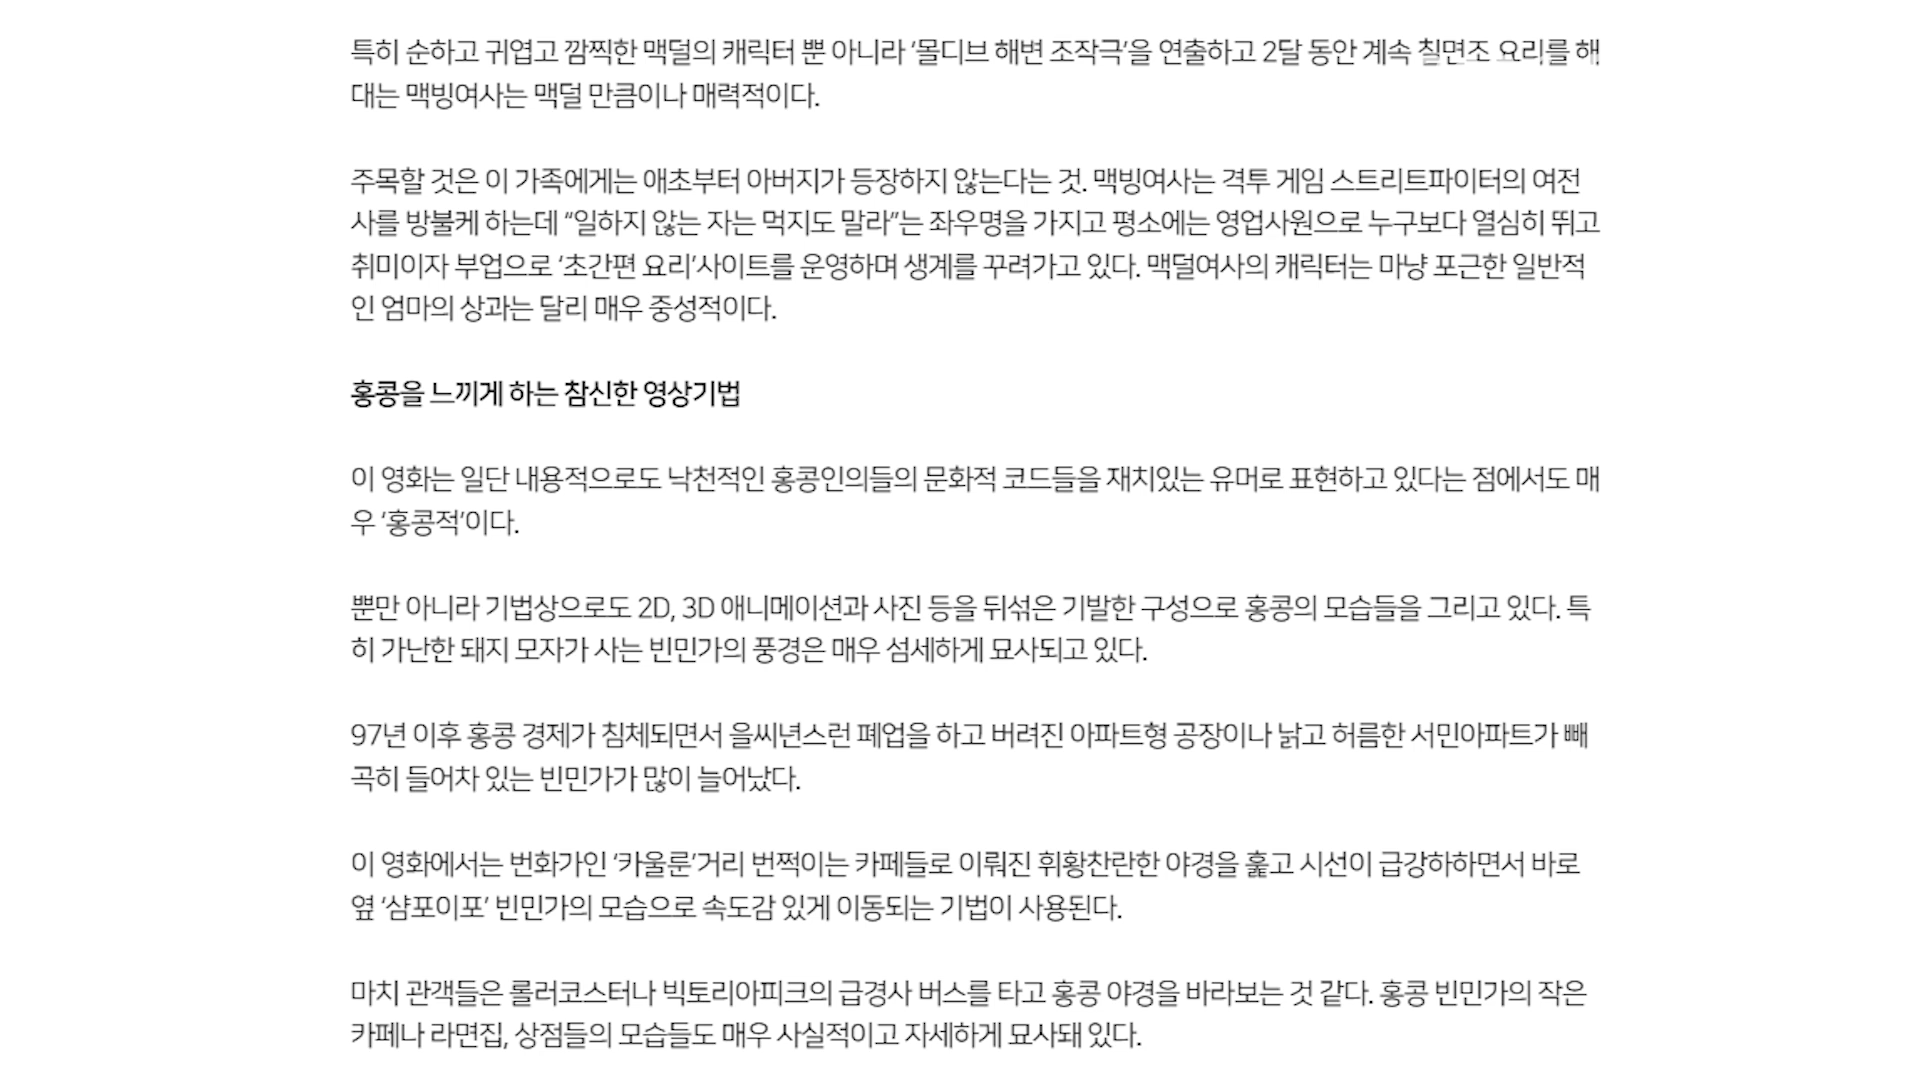 특히 순하고 귀엽고 깜찍한 맥덜의 캐릭터 뿐 아니라 ‘몰디브 해변 조작극’을 연출하고 2달 동안 계속 칠면조 요리를 해
대는 맥빙여사는 맥덜 만큼이나 매력적이다.
주목할 것은 이 가족에게는 애초부터 아버지가 등장하지 않는다는 것. 맥빙여사는 격투 게임 스트리트파이터의 여전
사를 방불케 하는데 “일하지 않는 자는 먹지도 말라”는 좌우명을 가지고 평소에는 영업사원으로 누구보다 열심히 뛰고
취미이자 부업으로 ‘초간편 요리’사이트를 운영하며 생계를 꾸려가고 있다. 맥덜여사의 캐릭터는 마냥 포근한 일반적
인 엄마의 상과는 달리 매우 중성적이다.
홍콩을 느끼게 하는 참신한 영상기법
이 영화는 일단 내용적으로도 낙천적인 홍콩인의들의 문화적 코드들을 재치있는 유머로 표현하고 있다는 점에서도 매
우 ‘홍콩적’이다.
뿐만 아니라 기법상으로도 2D, 3D 애니메이션과 사진 등을 뒤섞은 기발한 구성으로 홍콩의 모습들을 그리고 있다. 특
히 가난한 돼지 모자가 사는 빈민가의 풍경은 매우 섬세하게 묘사되고 있다.
97년 이후 홍콩 경제가 침체되면서 을씨년스런 폐업을 하고 버려진 아파트형 공장이나 낡고 허름한 서민아파트가 빼
곡히 들어차 있는 빈민가가 많이 늘어났다.
이 영화에서는 번화가인 ‘카울룬’거리 번쩍이는 카페들로 이뤄진 휘황찬란한 야경을 훑고 시선이 급강하하면서 바로
옆 ‘샴포이포’ 빈민가의 모습으로 속도감 있게 이동되는 기법이 사용된다.
마치 관객들은 롤러코스터나 빅토리아피크의 급경사 버스를 타고 홍콩 야경을 바라보는 것 같다. 홍콩 빈민가의 작은
카페나 라면집, 상점들의 모습들도 매우 사실적이고 자세하게 묘사돼 있다.